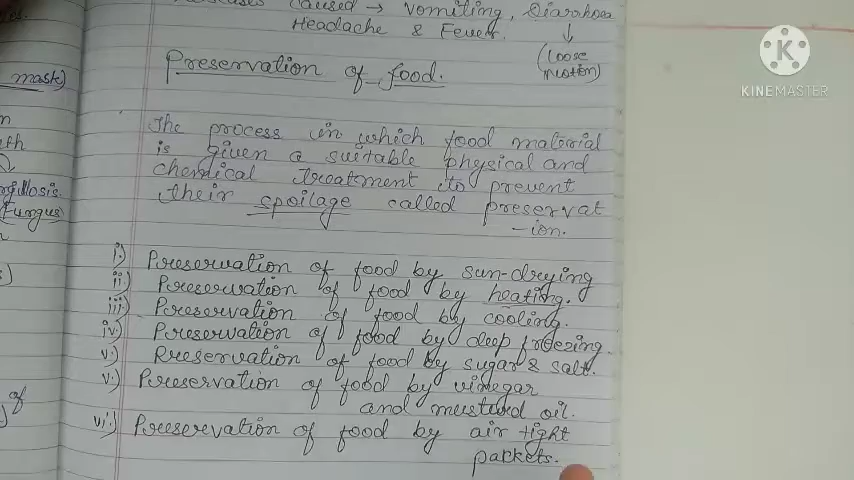 caused → vomiting, Diarrhoea
Headache & Fever.
(loose
motion)
Preservation of food.
The process in which food material
is given a suitable physical and
chemical treatment to prevent
their spoilage called preservat
-ion.
i.) Preservation of food by sun-drying
ii.) Preservation of food by heating.
iii.) Preservation of food by cooling.
iv.) Preservation of food by deep freezing.
v.) Preservation of food by sugar & salt.
v.) Preservation of food by vinegar
and mustard oil.
vi.) Preservation of food by air tight
packets.
mask)
Fungus
of
K
KINEMASTER